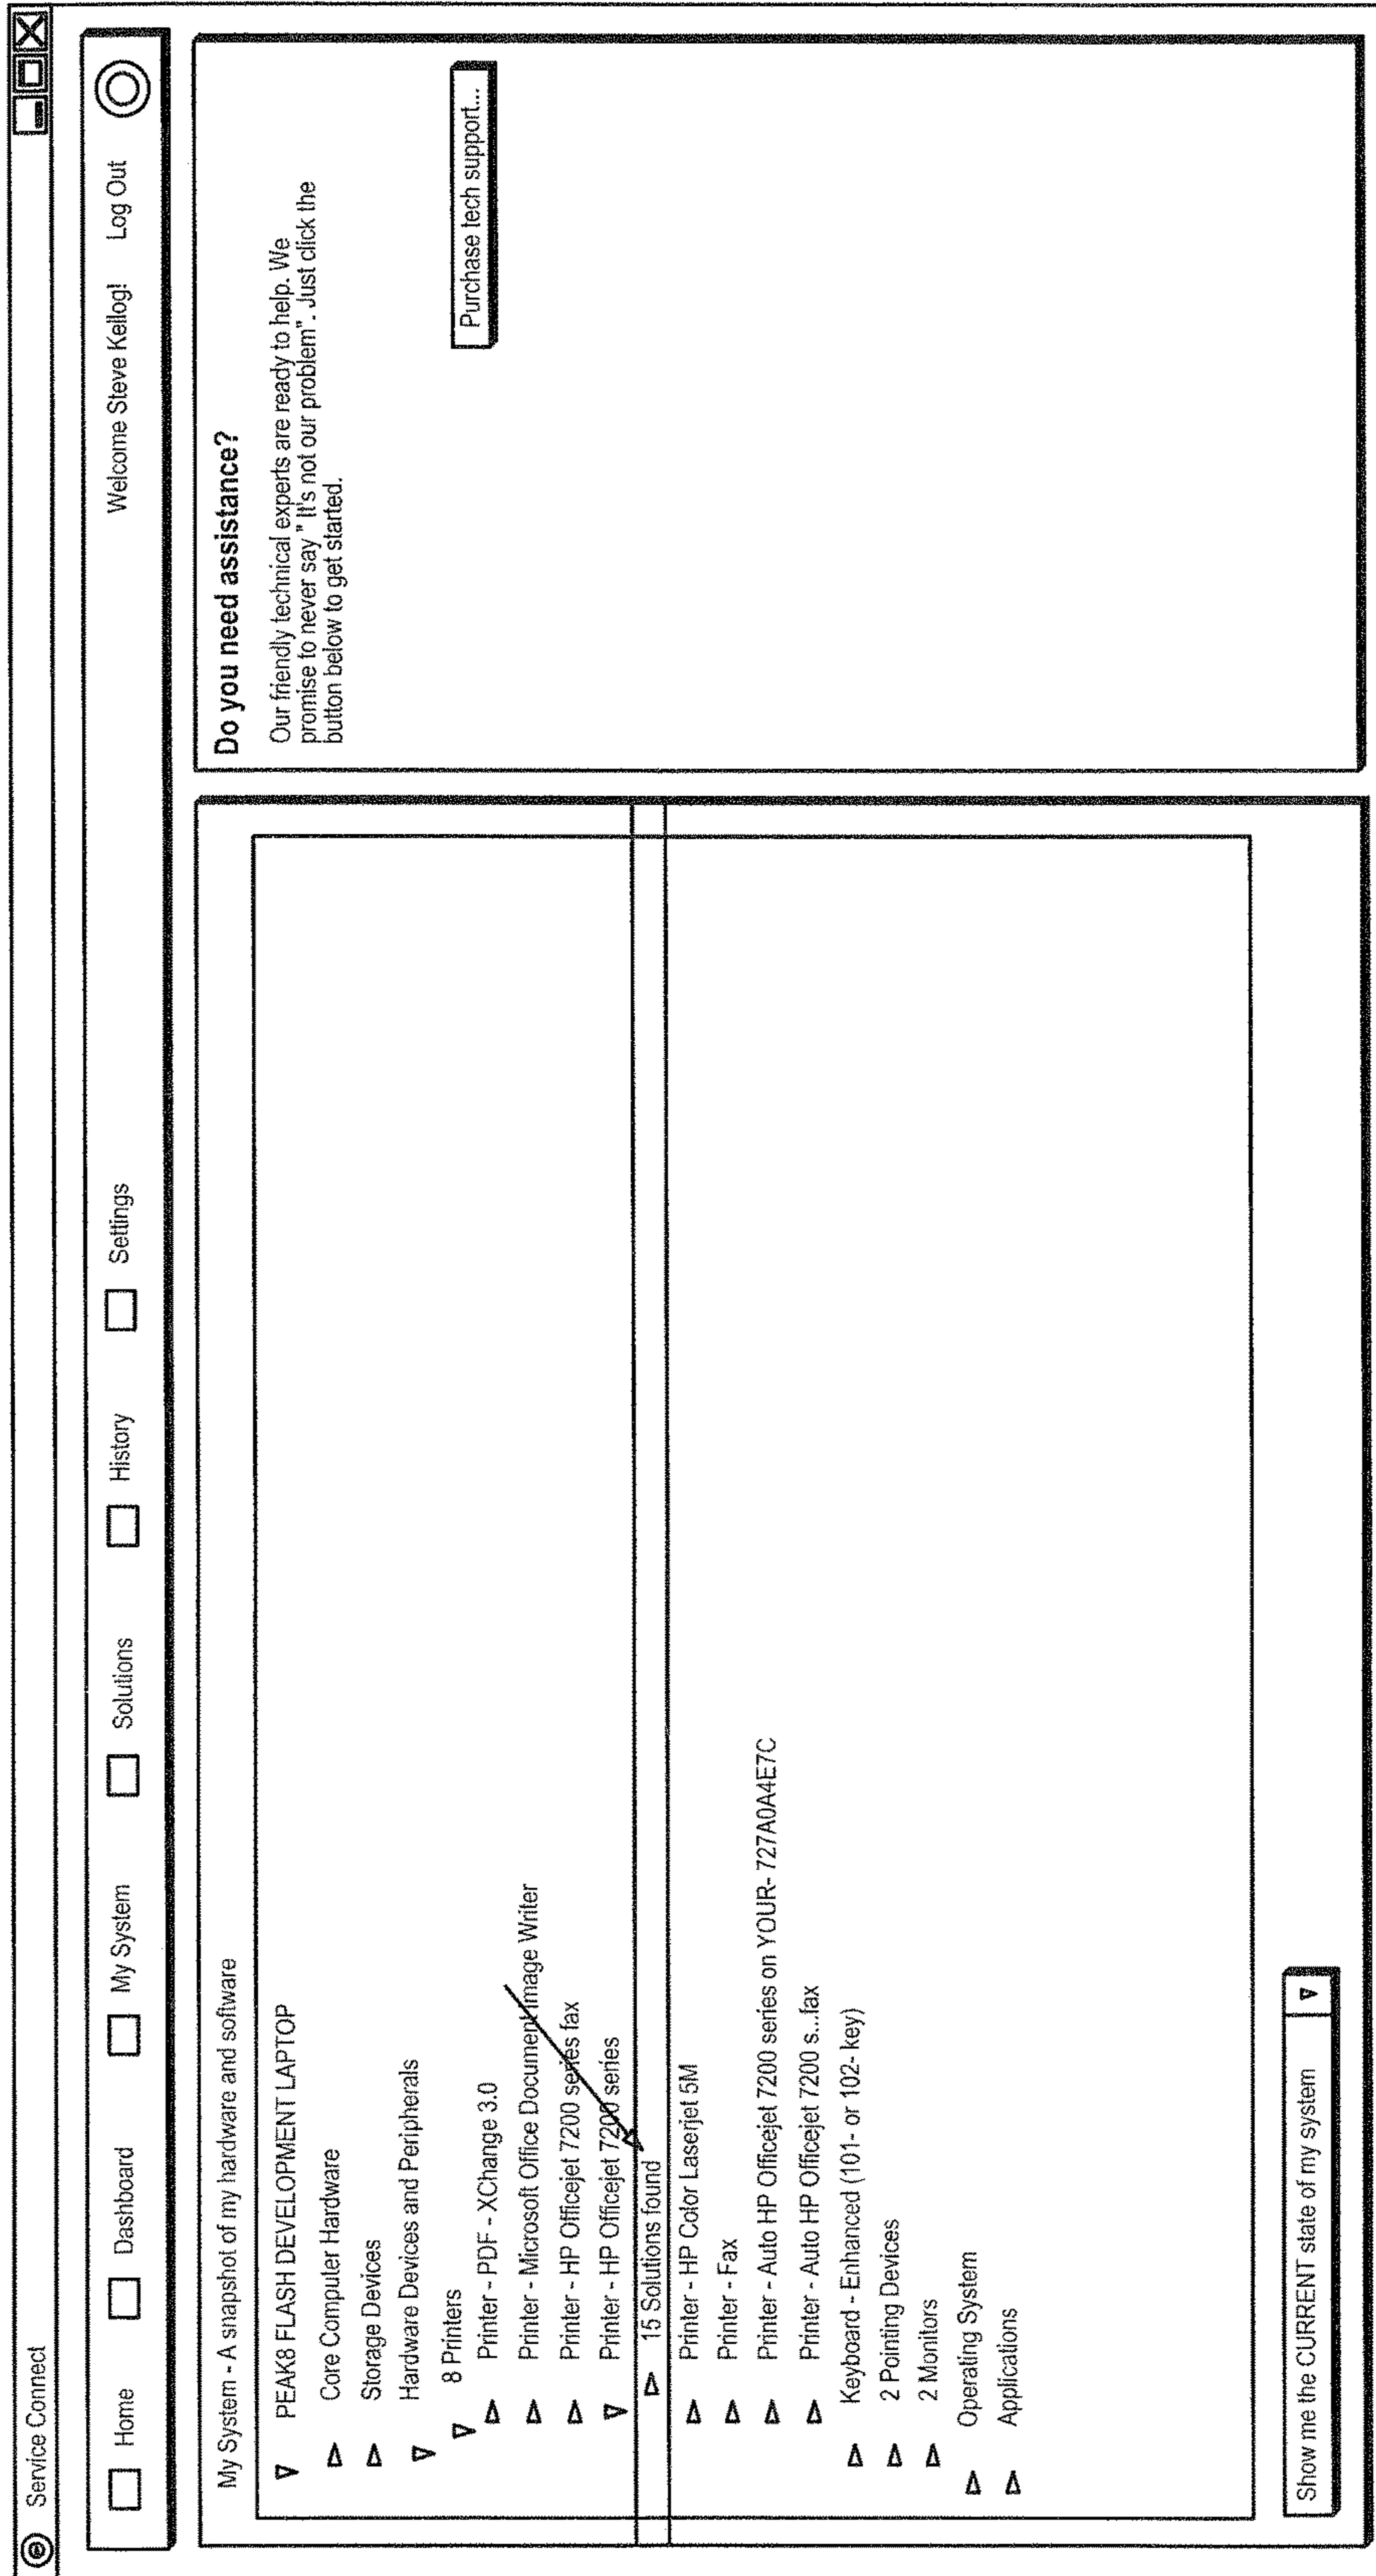 Service Connect
Home Dashboard My System Solutions History Settings Welcome Steve Kellog! Log Out
My System - A snapshot of my hardware and software
PEAK8 FLASH DEVELOPMENT LAPTOP
Core Computer Hardware
Storage Devices
Hardware Devices and Peripherals
8 Printers
Printer - PDF - XChange 3.0
Printer - Microsoft Office Document Image Writer
Printer - HP Officejet 7200 series fax
Printer - HP Officejet 7200 series
15 Solutions found
Printer - HP Color Laserjet 5M
Printer - Fax
Printer - Auto HP Officejet 7200 series on YOUR- 727A0A4E7C
Printer - Auto HP Officejet 7200 s...fax
Keyboard - Enhanced (101- or 102- key)
2 Pointing Devices
2 Monitors
Operating System
Applications
Show me the CURRENT state of my system
Do you need assistance?
Our friendly technical experts are ready to help. We
promise to never say " It's not our problem". Just click the
button below to get started.
Purchase tech support...